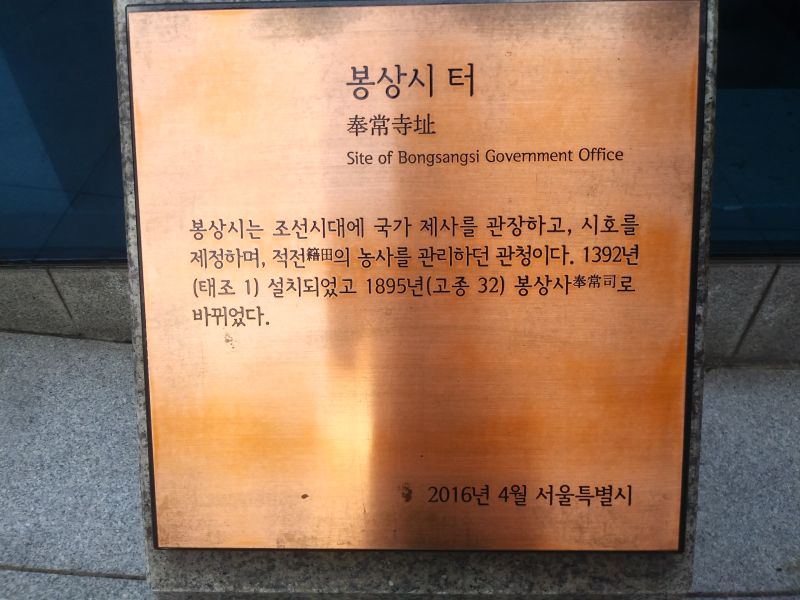 봉상시 터
奉常寺址
Site of Bongsangsi Government Office
봉상시는 조선시대에 국가 제사를 관장하고, 시호를
제정하며, 적전籍田의 농사를 관리하던 관청이다. 1392년
(태조 1) 설치되었고 1895년(고종 32) 봉상사奉常司로
바뀌었다.
2016년 4월 서울특별시